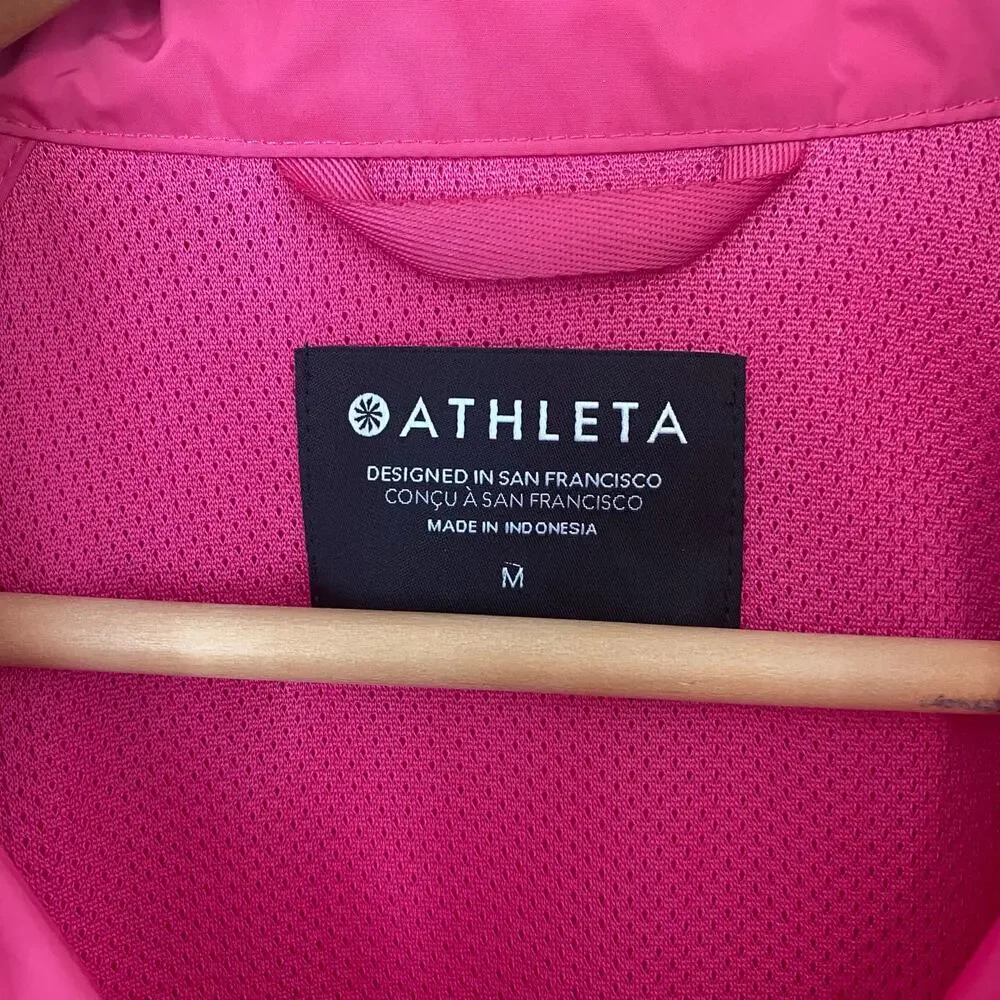 ATHLETA
DESIGNED IN SAN FRANCISCO
CONÇU À SAN FRANCISCO
MADE IN INDONESIA
M